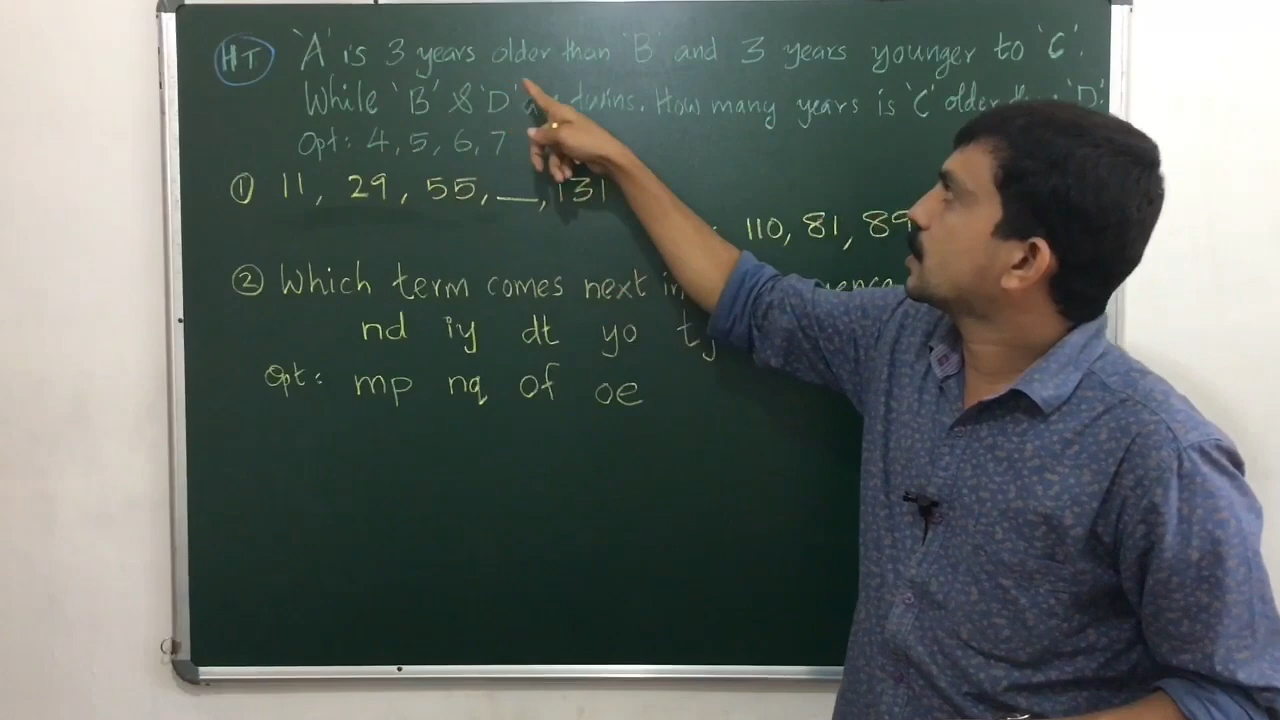 HT 'A' is 3 years older than 'B' and 3 years younger to 'C'.
While 'B' & 'D' are twins. How many years is 'C' older 'D'.
Opt: 4, 5, 6, 7
① 11, 29, 55, __, 131
110, 81, 89
② Which term comes next in
nd iy dt yo
Opt: mp nq of oe